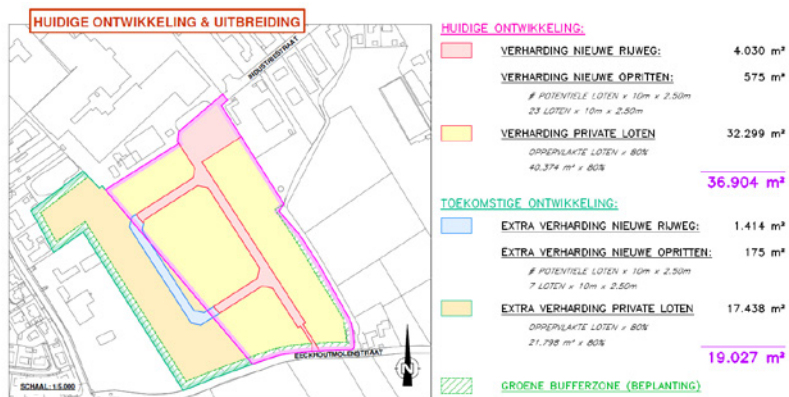 HUIDIGE ONTWIKKELING & UITBREIDING
INDUSTRIESTRAAT
EECKHOUTMOLENSTRAAT
SCHAAL: 1:5.000
N
HUIDIGE ONTWIKKELING:
VERHARDING NIEUWE RIJWEG: 4.030 m²
VERHARDING NIEUWE OPRITTEN: 575 m²
# POTENTIELE LOTEN x 10m x 2.50m
23 LOTEN x 10m x 2.50m
VERHARDING PRIVATE LOTEN 32.299 m²
OPPERVLAKTE LOTEN x 80%
40.374 m² x 80%
36.904 m²
TOEKOMSTIGE ONTWIKKELING:
EXTRA VERHARDING NIEUWE RIJWEG: 1.414 m²
EXTRA VERHARDING NIEUWE OPRITTEN: 175 m²
# POTENTIELE LOTEN x 10m x 2.50m
7 LOTEN x 10m x 2.50m
EXTRA VERHARDING PRIVATE LOTEN 17.438 m²
OPPERVLAKTE LOTEN x 80%
21.798 m² x 80%
19.027 m²
GROENE BUFFERZONE (BEPLANTING)